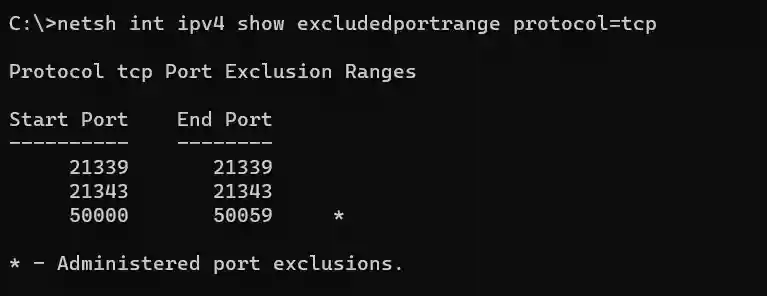 C:\>netsh int ipv4 show excludedportrange protocol=tcp
Protocol tcp Port Exclusion Ranges
Start Port    End Port
----------    --------
     21339       21339
     21343       21343
     50000       50059     *
* - Administered port exclusions.